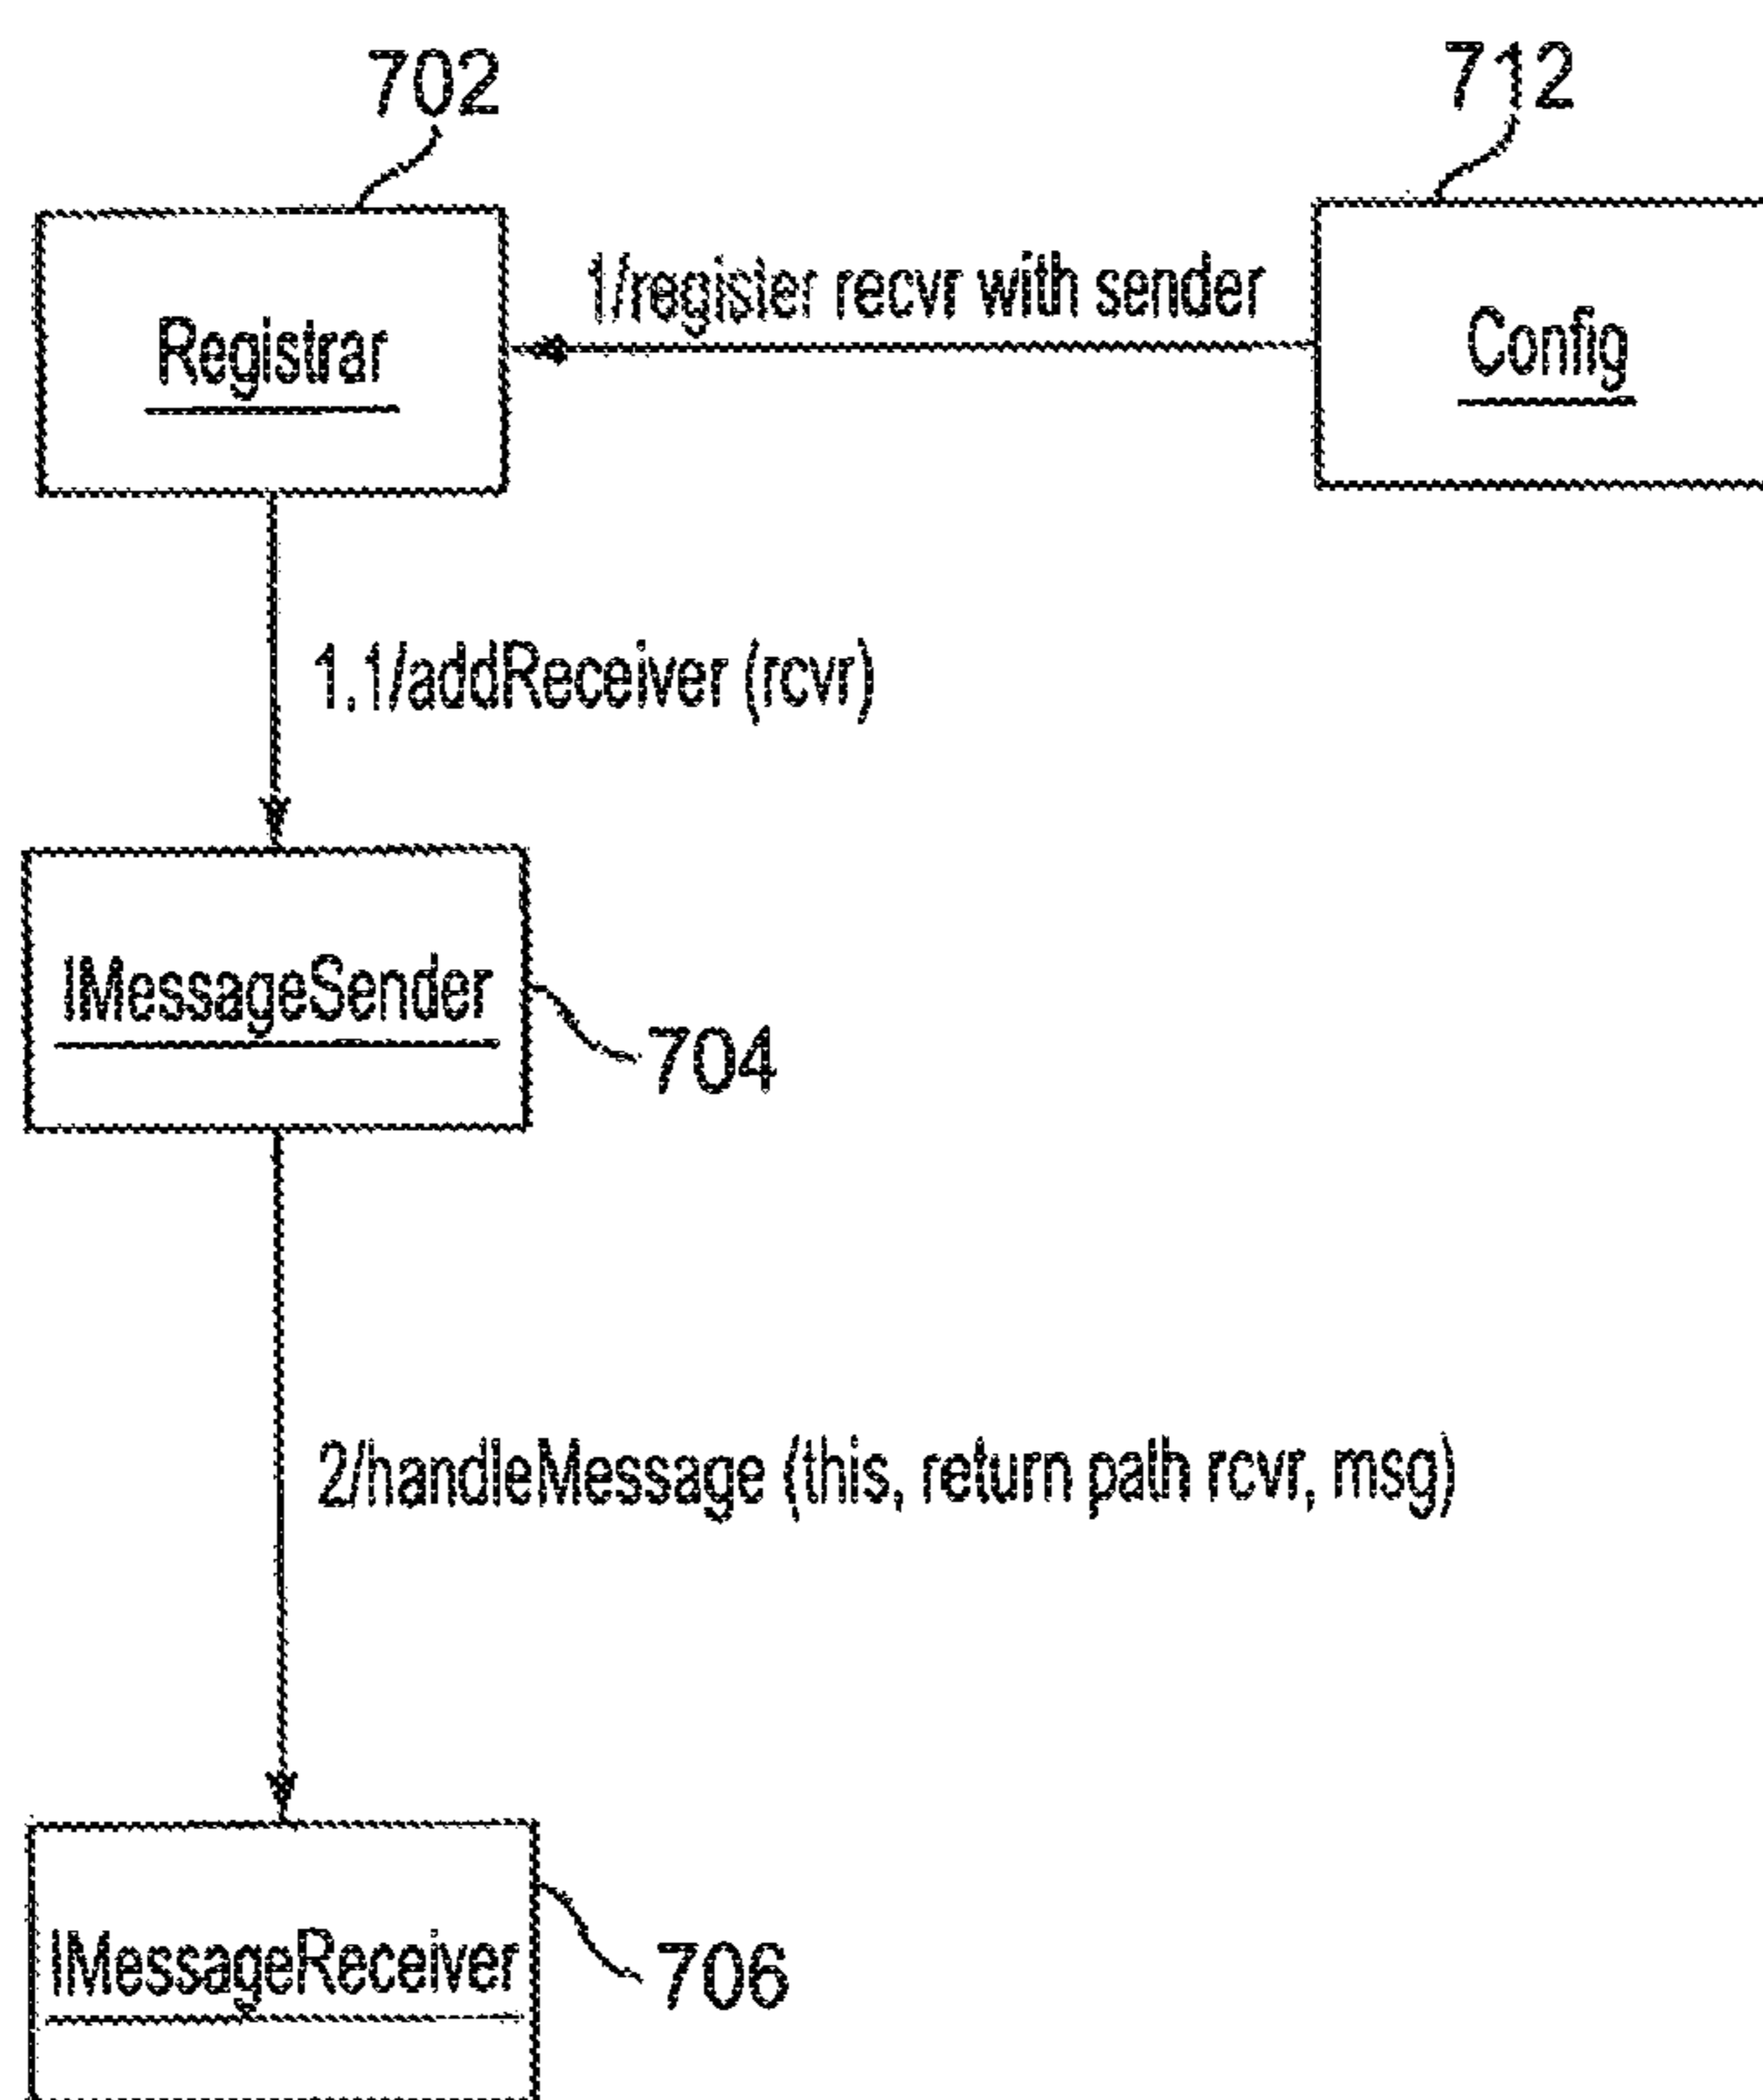 702
712
1/register recvr with sender
Registrar
Config
1.1/addReceiver (rcvr)
IMessageSender
704
2/handleMessage (this, return path rcvr, msg)
IMessageReceiver
706